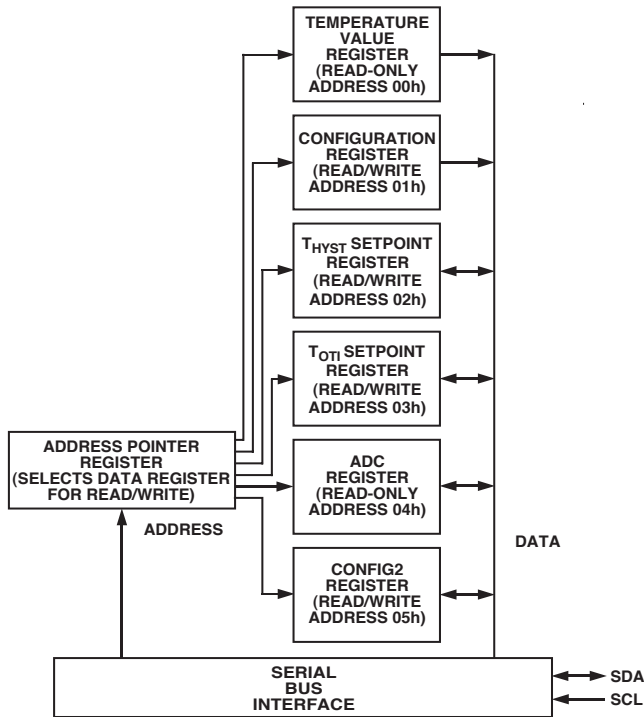 TEMPERATURE
VALUE
REGISTER
(READ-ONLY
ADDRESS 00h)
CONFIGURATION
REGISTER
(READ/WRITE
ADDRESS 01h)
THYST SETPOINT
REGISTER
(READ/WRITE
ADDRESS 02h)
TOTI SETPOINT
REGISTER
(READ/WRITE
ADDRESS 03h)
ADDRESS POINTER
REGISTER
(SELECTS DATA REGISTER
FOR READ/WRITE)
ADC
REGISTER
(READ-ONLY
ADDRESS 04h)
ADDRESS
DATA
CONFIG2
REGISTER
(READ/WRITE
ADDRESS 05h)
SERIAL
BUS
INTERFACE
SDA
SCL